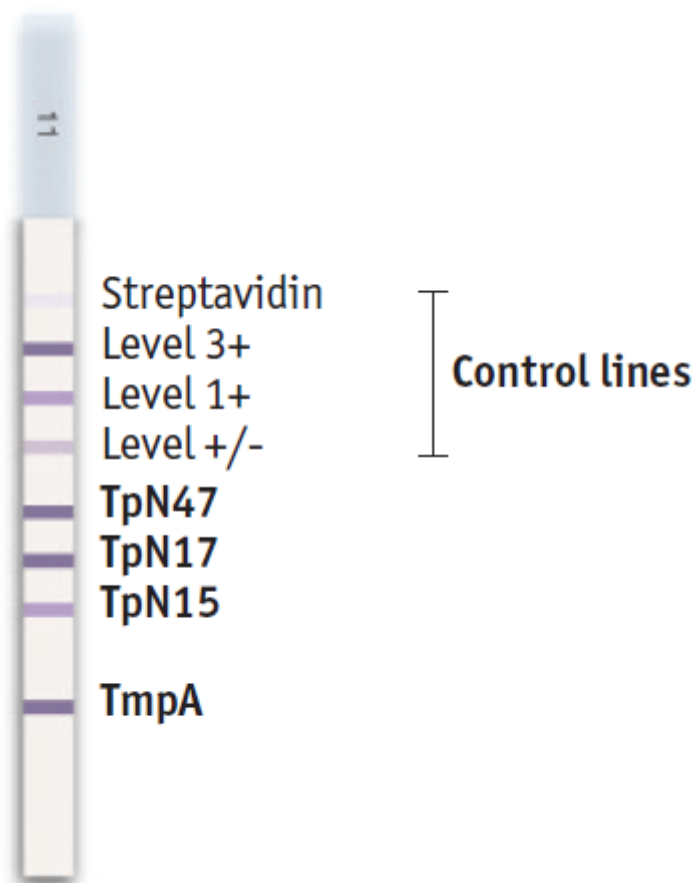 11
Streptavidin
Level 3+
Level 1+
Level +/-
Control lines
TpN47
TpN17
TpN15
TmpA